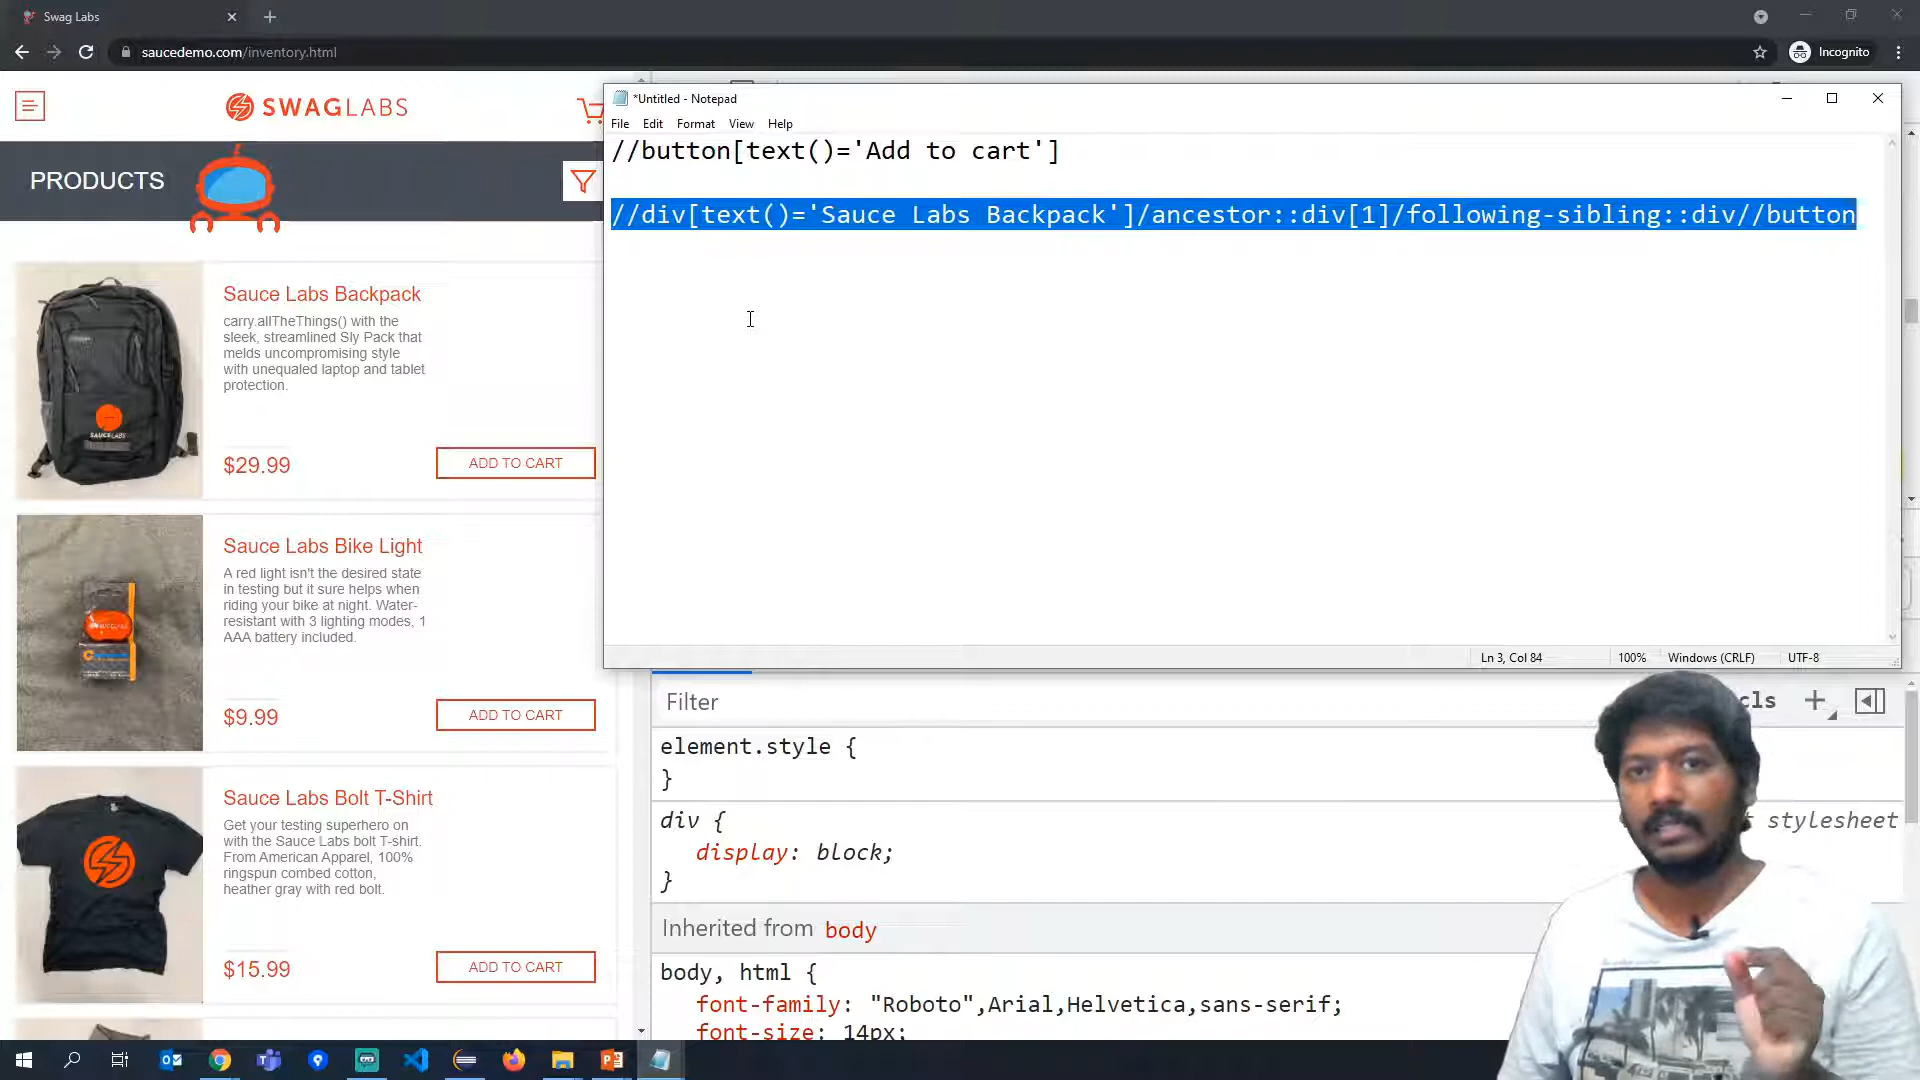 Swag Labs
saucedemo.com/inventory.html
Incognito
SWAGLABS
PRODUCTS
Sauce Labs Backpack
carry.allTheThings() with the
sleek, streamlined Sly Pack that
melds uncompromising style
with unequaled laptop and tablet
protection.
$29.99
ADD TO CART
Sauce Labs Bike Light
A red light isn't the desired state
in testing but it sure helps when
riding your bike at night. Water-
resistant with 3 lighting modes, 1
AAA battery included.
$9.99
ADD TO CART
Sauce Labs Bolt T-Shirt
Get your testing superhero on
with the Sauce Labs bolt T-shirt.
From American Apparel, 100%
ringspun combed cotton,
heather gray with red bolt.
$15.99
ADD TO CART
*Untitled - Notepad
File Edit Format View Help
//button[text()='Add to cart']
//div[text()='Sauce Labs Backpack']/ancestor::div[1]/following-sibling::div//button
Ln 3, Col 84 100% Windows (CRLF) UTF-8
Filter
cls
element.style {
}
div {
stylesheet
display: block;
}
Inherited from body
body, html {
font-family: "Roboto",Arial,Helvetica,sans-serif;
font-size: 14px;